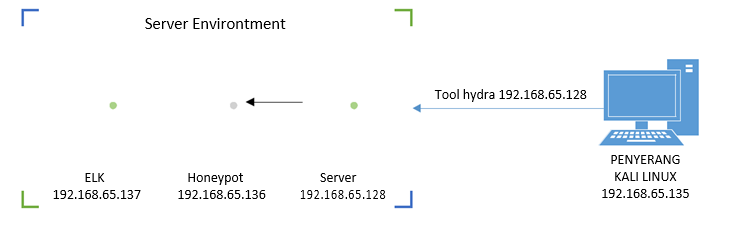 Server Environtment
Tool hydra 192.168.65.128
ELK
192.168.65.137
Honeypot
192.168.65.136
Server
192.168.65.128
PENYERANG
KALI LINUX
192.168.65.135